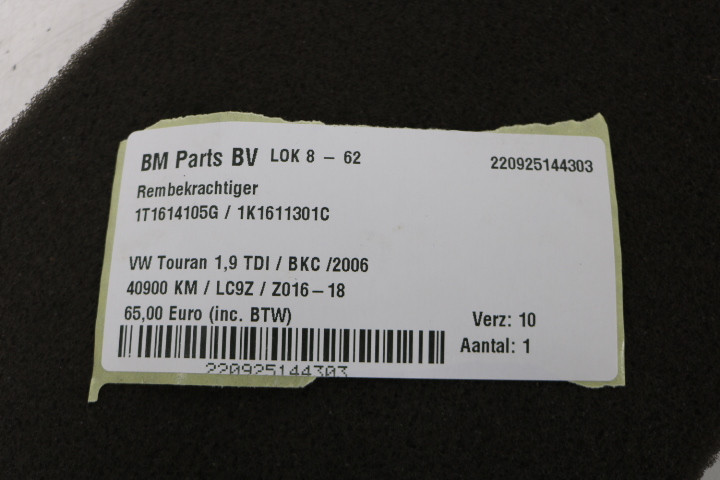 BM Parts BV LOK 8 - 62 220925144303
Rembekrachtiger
1T1614105G / 1K1611301C
VW Touran 1,9 TDI / BKC /2006
40900 KM / LC9Z / Z016-18
65,00 Euro (inc. BTW) Verz: 10
Aantal: 1
220925144303